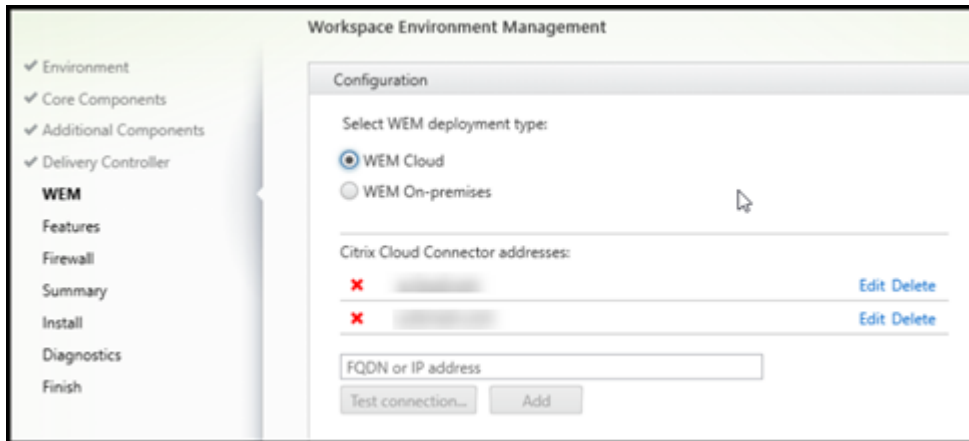 Workspace Environment Management
Environment
Core Components
Additional Components
Delivery Controller
WEM
Features
Firewall
Summary
Install
Diagnostics
Finish
Configuration
Select WEM deployment type:
WEM Cloud
WEM On-premises
Citrix Cloud Connector addresses:
Edit Delete
Edit Delete
FQDN or IP address
Test connection... Add